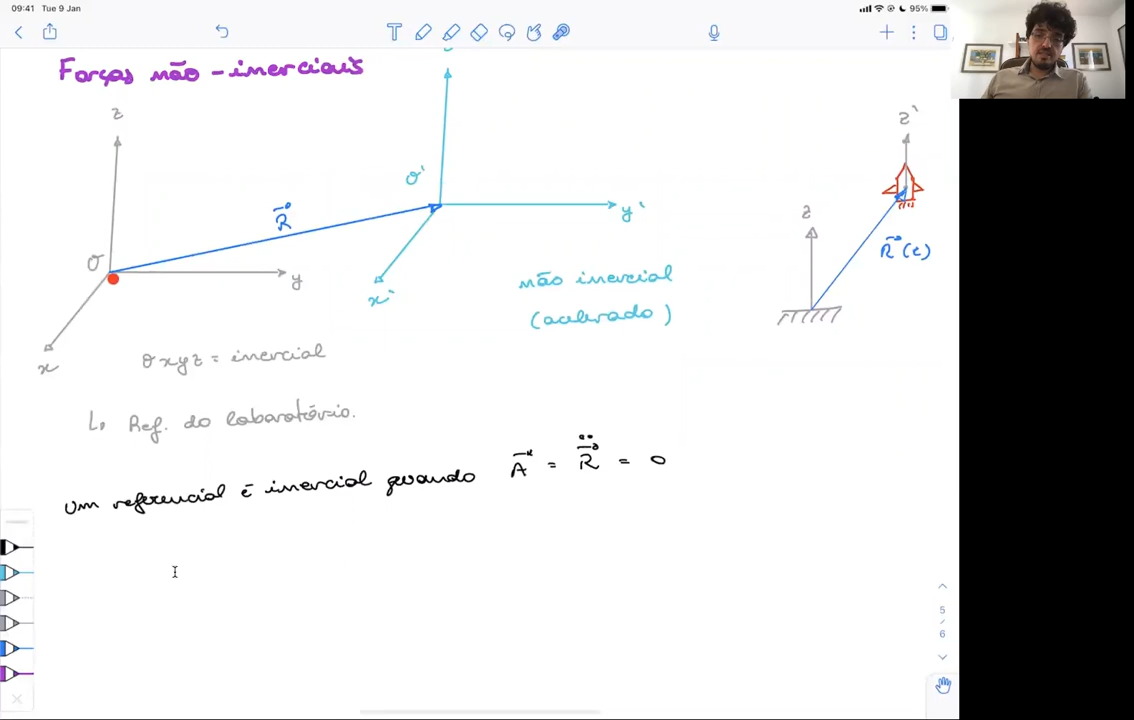 09:41 Tue 9 Jan
95%
Forças não-inerciais
z
O
y
x
R
O'
y'
x'
não inercial
(acelerado)
z'
z
R(t)
Oxyz = inercial
↳ Ref. do laboratório.
um referencial é inercial quando A = R̈ = 0
5
/
6